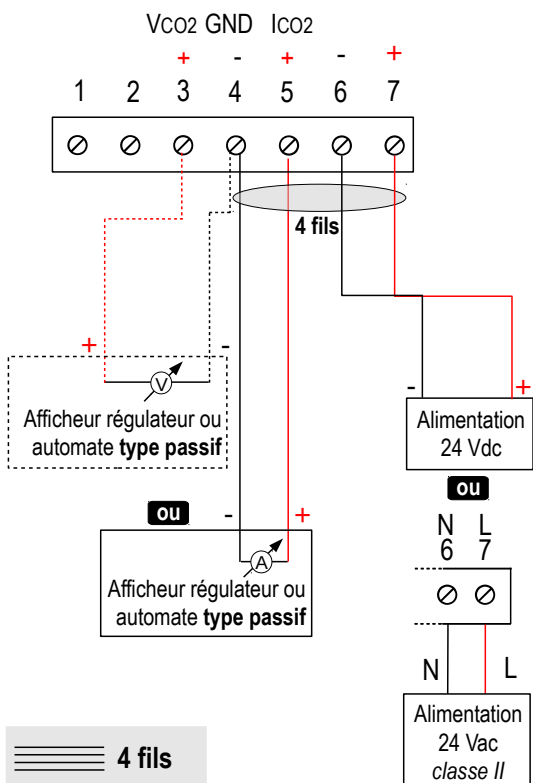 VCO2 GND ICO2
+ - + - +
1 2 3 4 5 6 7
4 fils
+ -
V
Afficheur régulateur ou
automate type passif
- +
Alimentation
24 Vdc
ou
ou
- +
A
Afficheur régulateur ou
automate type passif
N L
6 7
N L
Alimentation
24 Vac
classe II
4 fils